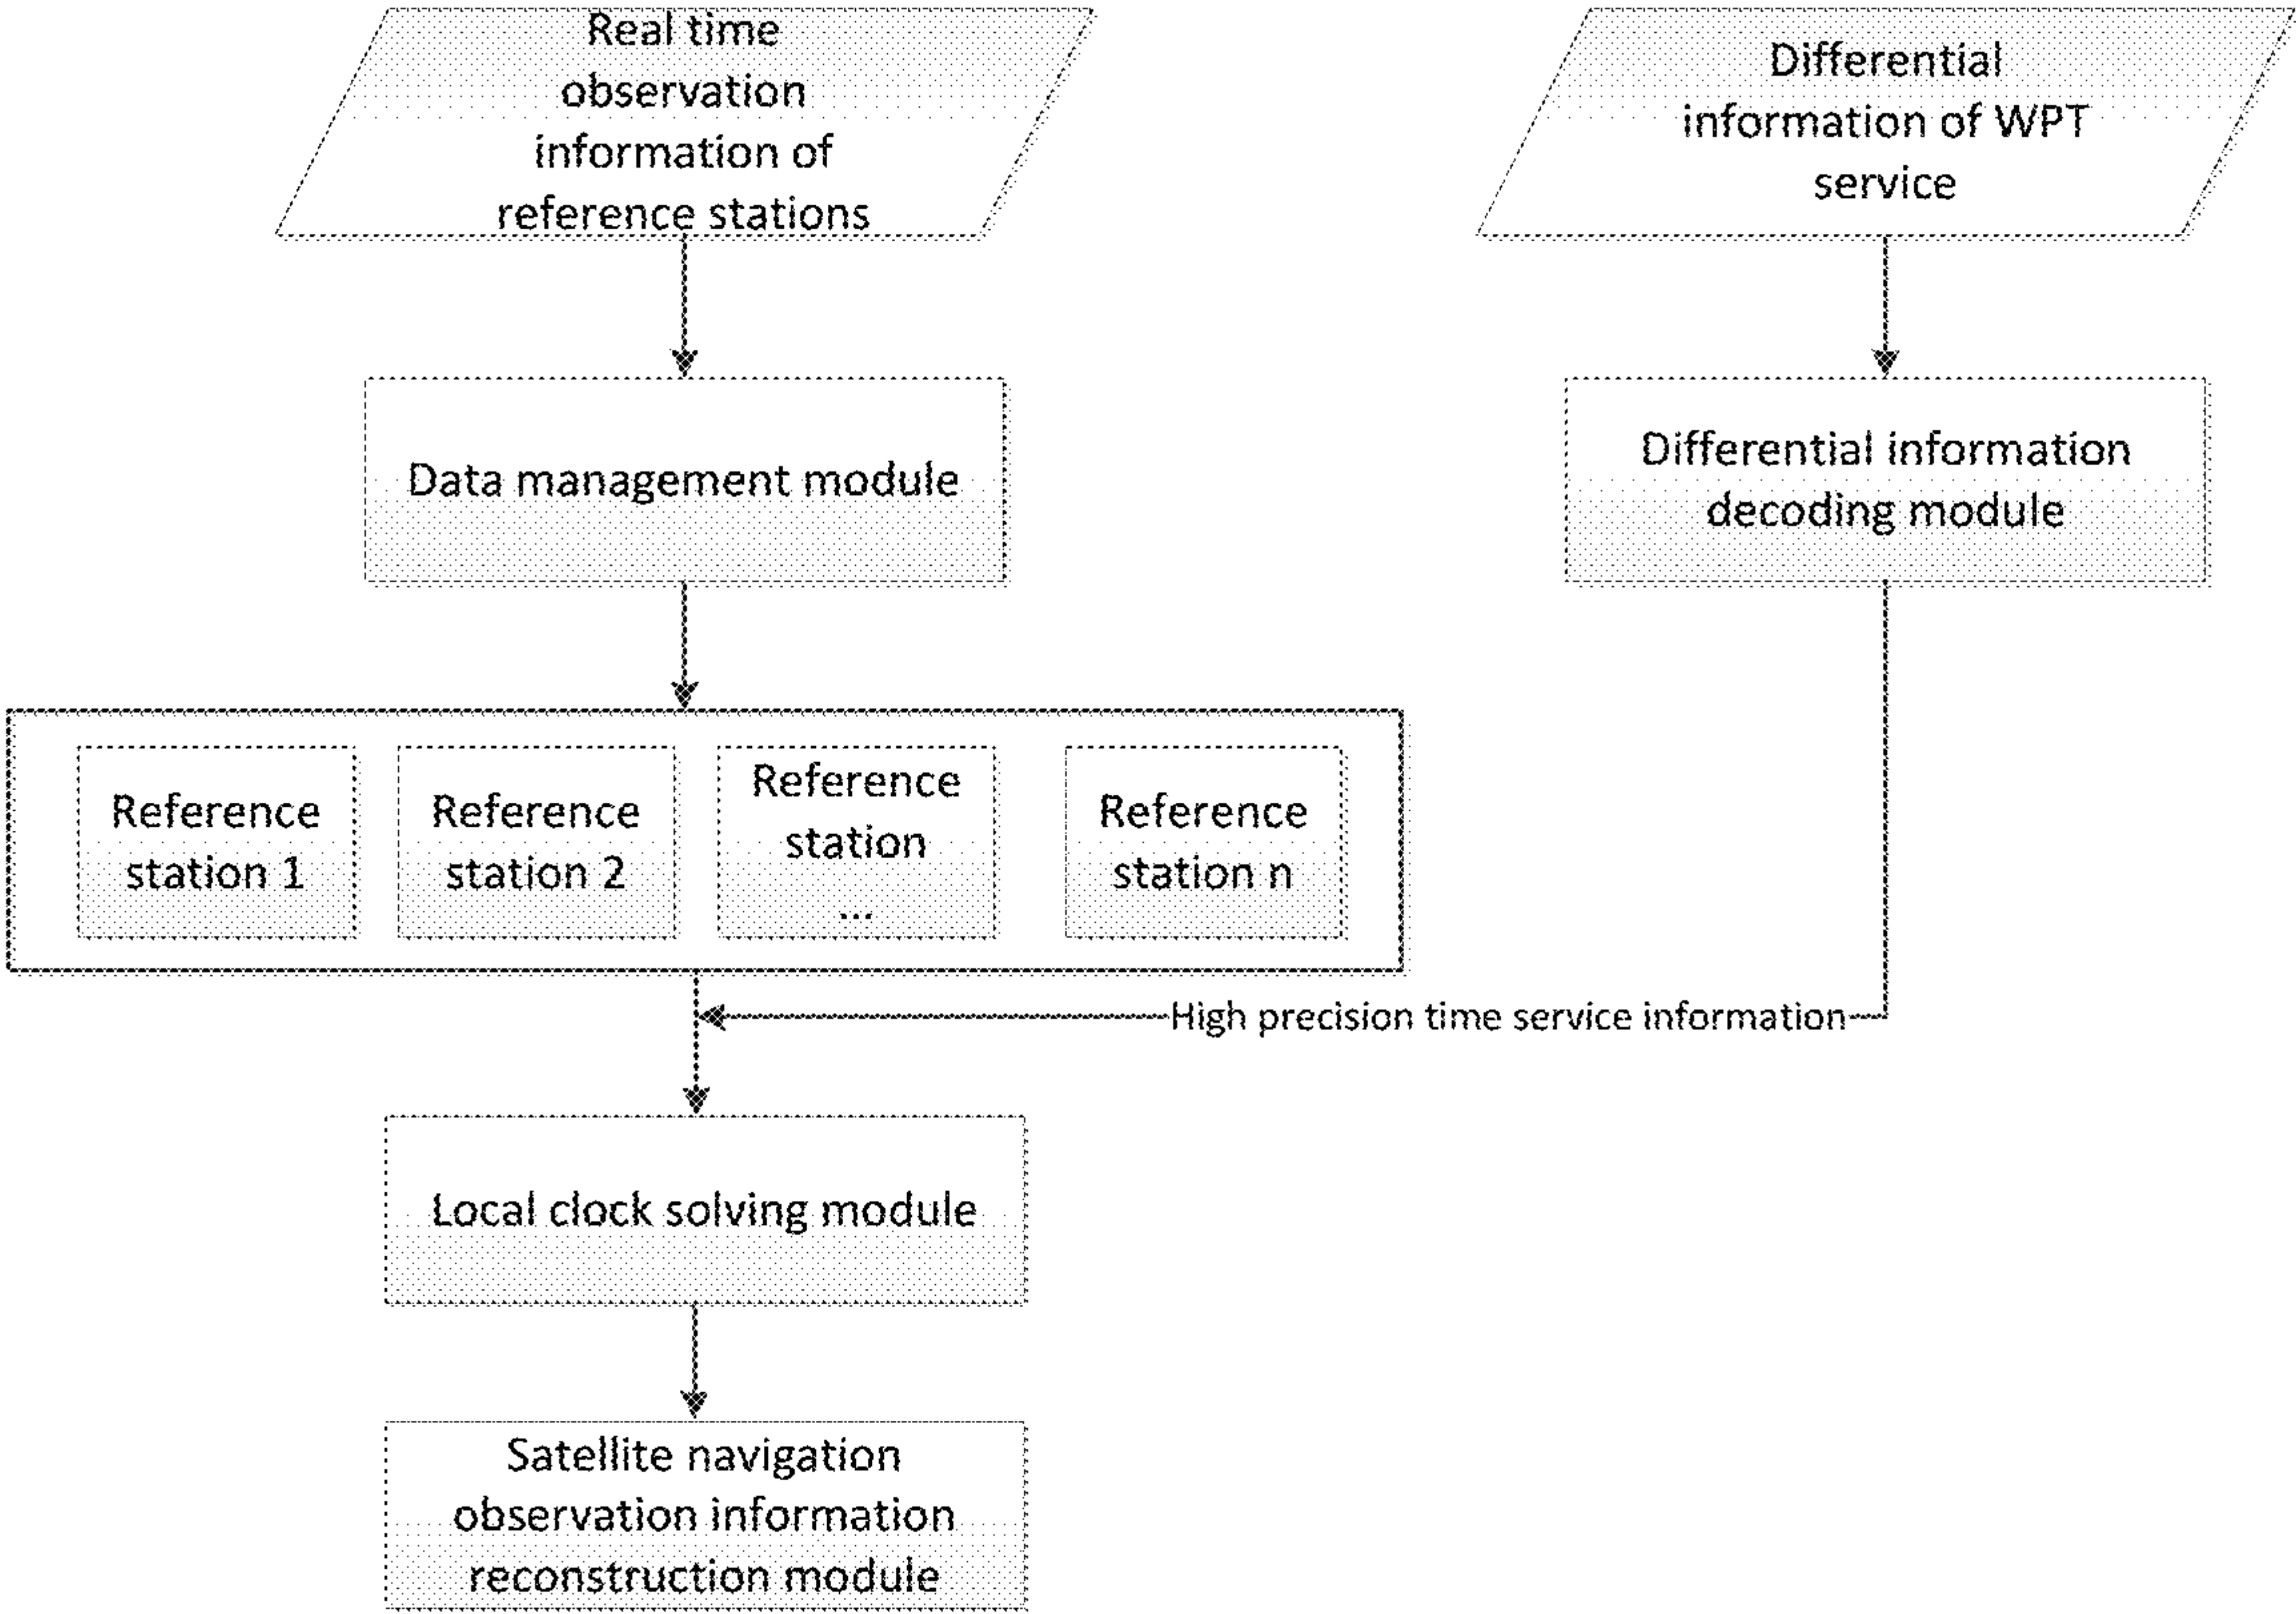 Real time
observation
information of
reference stations
Differential
information of WPT
service
Data management module
Differential information
decoding module
Reference
station 1
Reference
station 2
Reference
station
...
Reference
station n
High precision time service information
Local clock solving module
Satellite navigation
observation information
reconstruction module